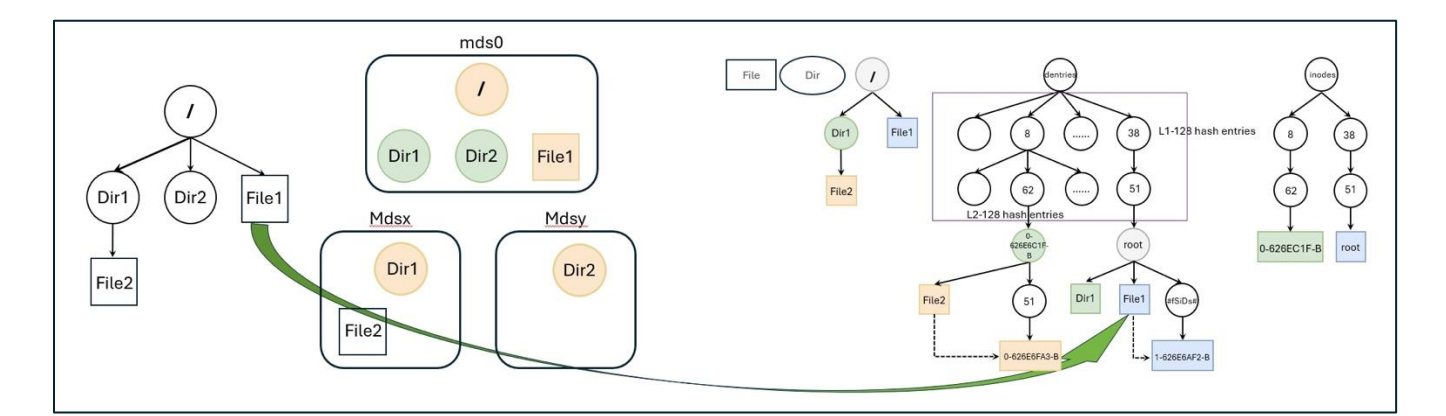 /
Dir1
Dir2
File1
File2
mds0
/
Dir1
Dir2
File1
Mdsx
Dir1
File2
Mdsy
Dir2
File
Dir
/
Dir1
File1
File2
dentries
8
......
38
L1-128 hash entries
62
......
51
L2-128 hash entries
0-
626E6C1F-
B
root
File2
51
Dir1
File1
#fSiDs#
0-626E6FA3-B
1-626E6AF2-B
inodes
8
38
62
51
0-626EC1F-B
root